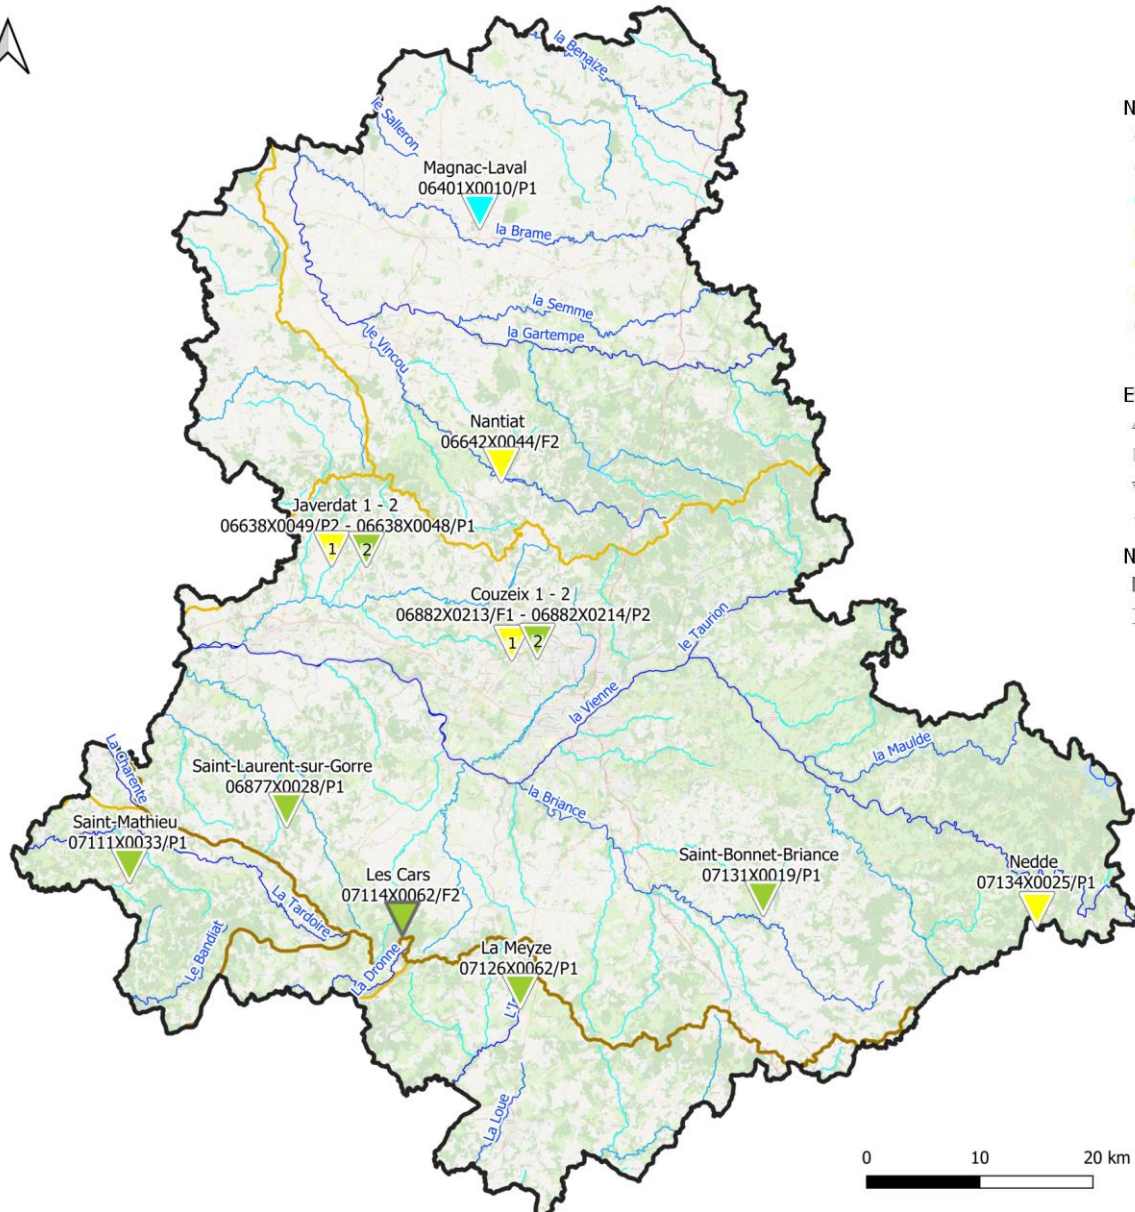 la Benaize
le Salleron
Magnac-Laval
06401X0010/P1
la Brame
la Semme
la Gartempe
le Vincou
Nantiat
06642X0044/F2
Javerdat 1 - 2
06638X0049/P2 - 06638X0048/P1
1
2
Couzeix 1 - 2
06882X0213/F1 - 06882X0214/P2
1
2
le Taurion
la Vienne
la Maulde
La Charente
Saint-Laurent-sur-Gorre
06877X0028/P1
la Briance
Saint-Mathieu
07111X0033/P1
Les Cars
07114X0062/F2
Saint-Bonnet-Briance
07131X0019/P1
Nedde
07134X0025/P1
La Tardoire
Le Bandiat
La Dronne
La Meyze
07126X0062/P1
La Loue
N
E
N
0 10 20 km